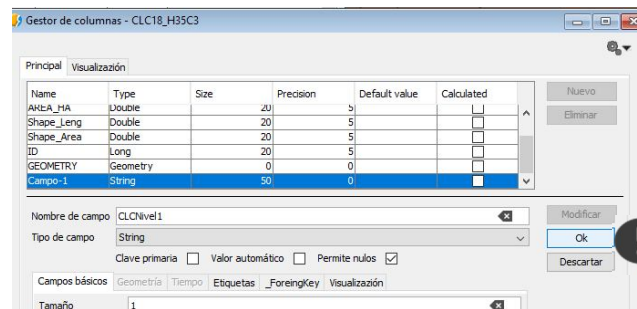 Gestor de columnas - CLC18_H35C3
Principal Visualización
Name Type Size Precision Default value Calculated
AREA_HA Double 20 5
Shape_Leng Double 20 5
Shape_Area Double 20 5
ID Long 20 5
GEOMETRY Geometry 0 0
Campo-1 String 50 0
Nuevo
Eliminar
Nombre de campo CLCNivel1
Tipo de campo String
Clave primaria Valor automático Permite nulos
Modificar
Ok
Descartar
Campos básicos Geometría Tiempo Etiquetas _ForeingKey Visualización
Tamaño 1